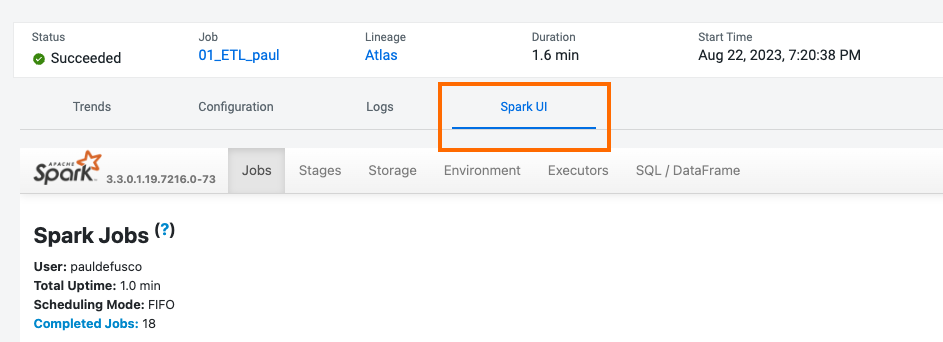 Status Job Lineage Duration Start Time
Succeeded 01_ETL_paul Atlas 1.6 min Aug 22, 2023, 7:20:38 PM
Trends Configuration Logs Spark UI
APACHE Spark 3.3.0.1.19.7216.0-73 Jobs Stages Storage Environment Executors SQL / DataFrame
Spark Jobs (?)
User: pauldefusco
Total Uptime: 1.0 min
Scheduling Mode: FIFO
Completed Jobs: 18